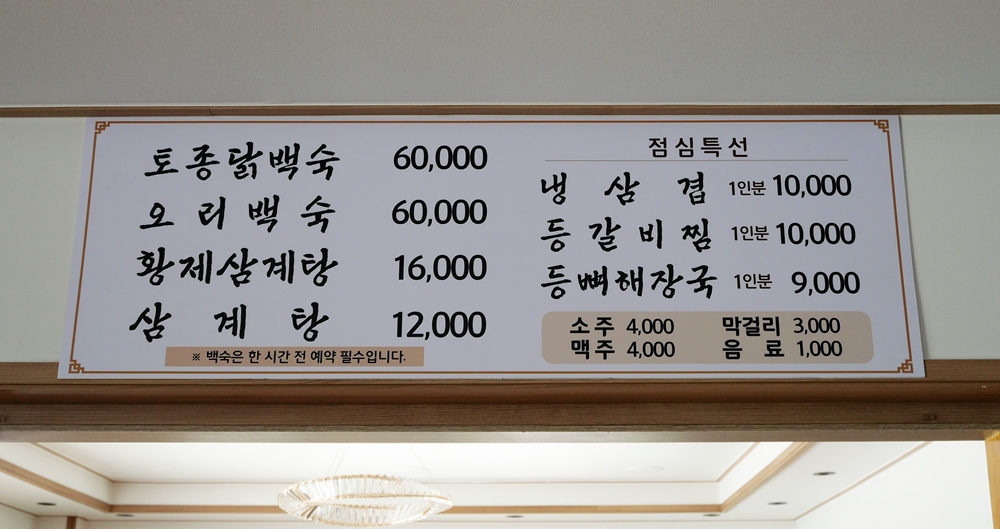 토종닭백숙 60,000
오리백숙 60,000
황제삼계탕 16,000
삼계탕 12,000
※ 백숙은 한 시간 전 예약 필수입니다.
점심특선
냉삼겹 1인분 10,000
등갈비찜 1인분 10,000
등뼈해장국 1인분 9,000
소주 4,000 막걸리 3,000
맥주 4,000 음료 1,000